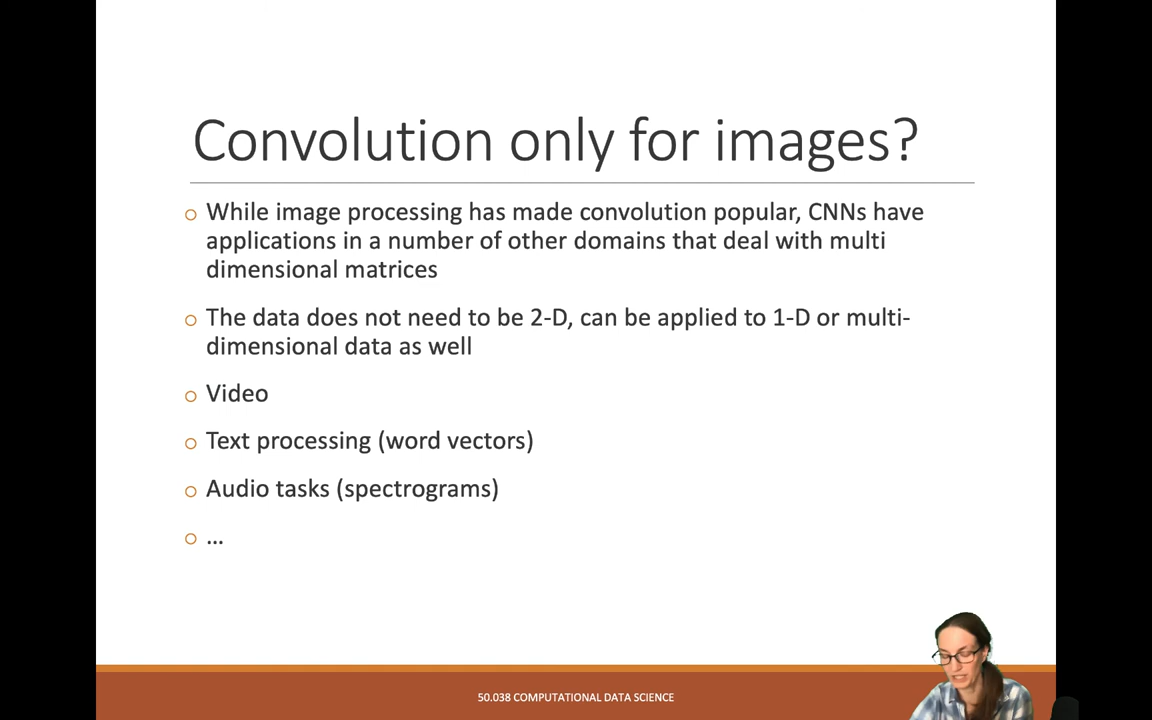 Convolution only for images?
o While image processing has made convolution popular, CNNs have
applications in a number of other domains that deal with multi
dimensional matrices
o The data does not need to be 2-D, can be applied to 1-D or multi-
dimensional data as well
o Video
o Text processing (word vectors)
o Audio tasks (spectrograms)
o ...
50.038 COMPUTATIONAL DATA SCIENCE